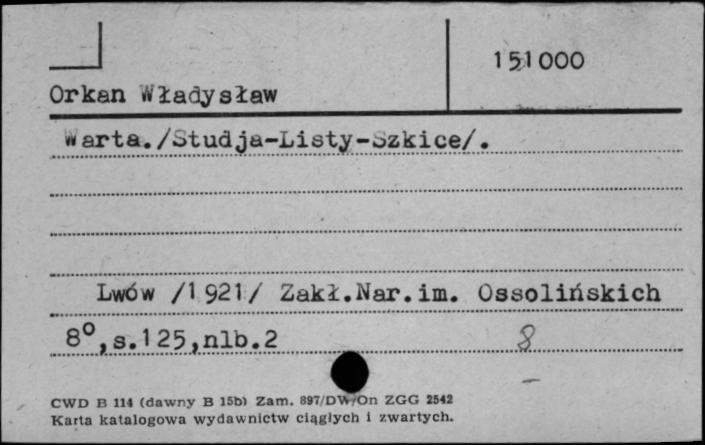 151000
Orkan Władysław
Warta./Studja-Listy-Szkice/.
Lwów /1921/ Zakł.Nar.im. Ossolińskich
8°,s.125,nlb.2
8
CWD B 114 (dawny B 15b) Zam. 897/DW/On ZGG 2542
Karta katalogowa wydawnictw ciągłych i zwartych.